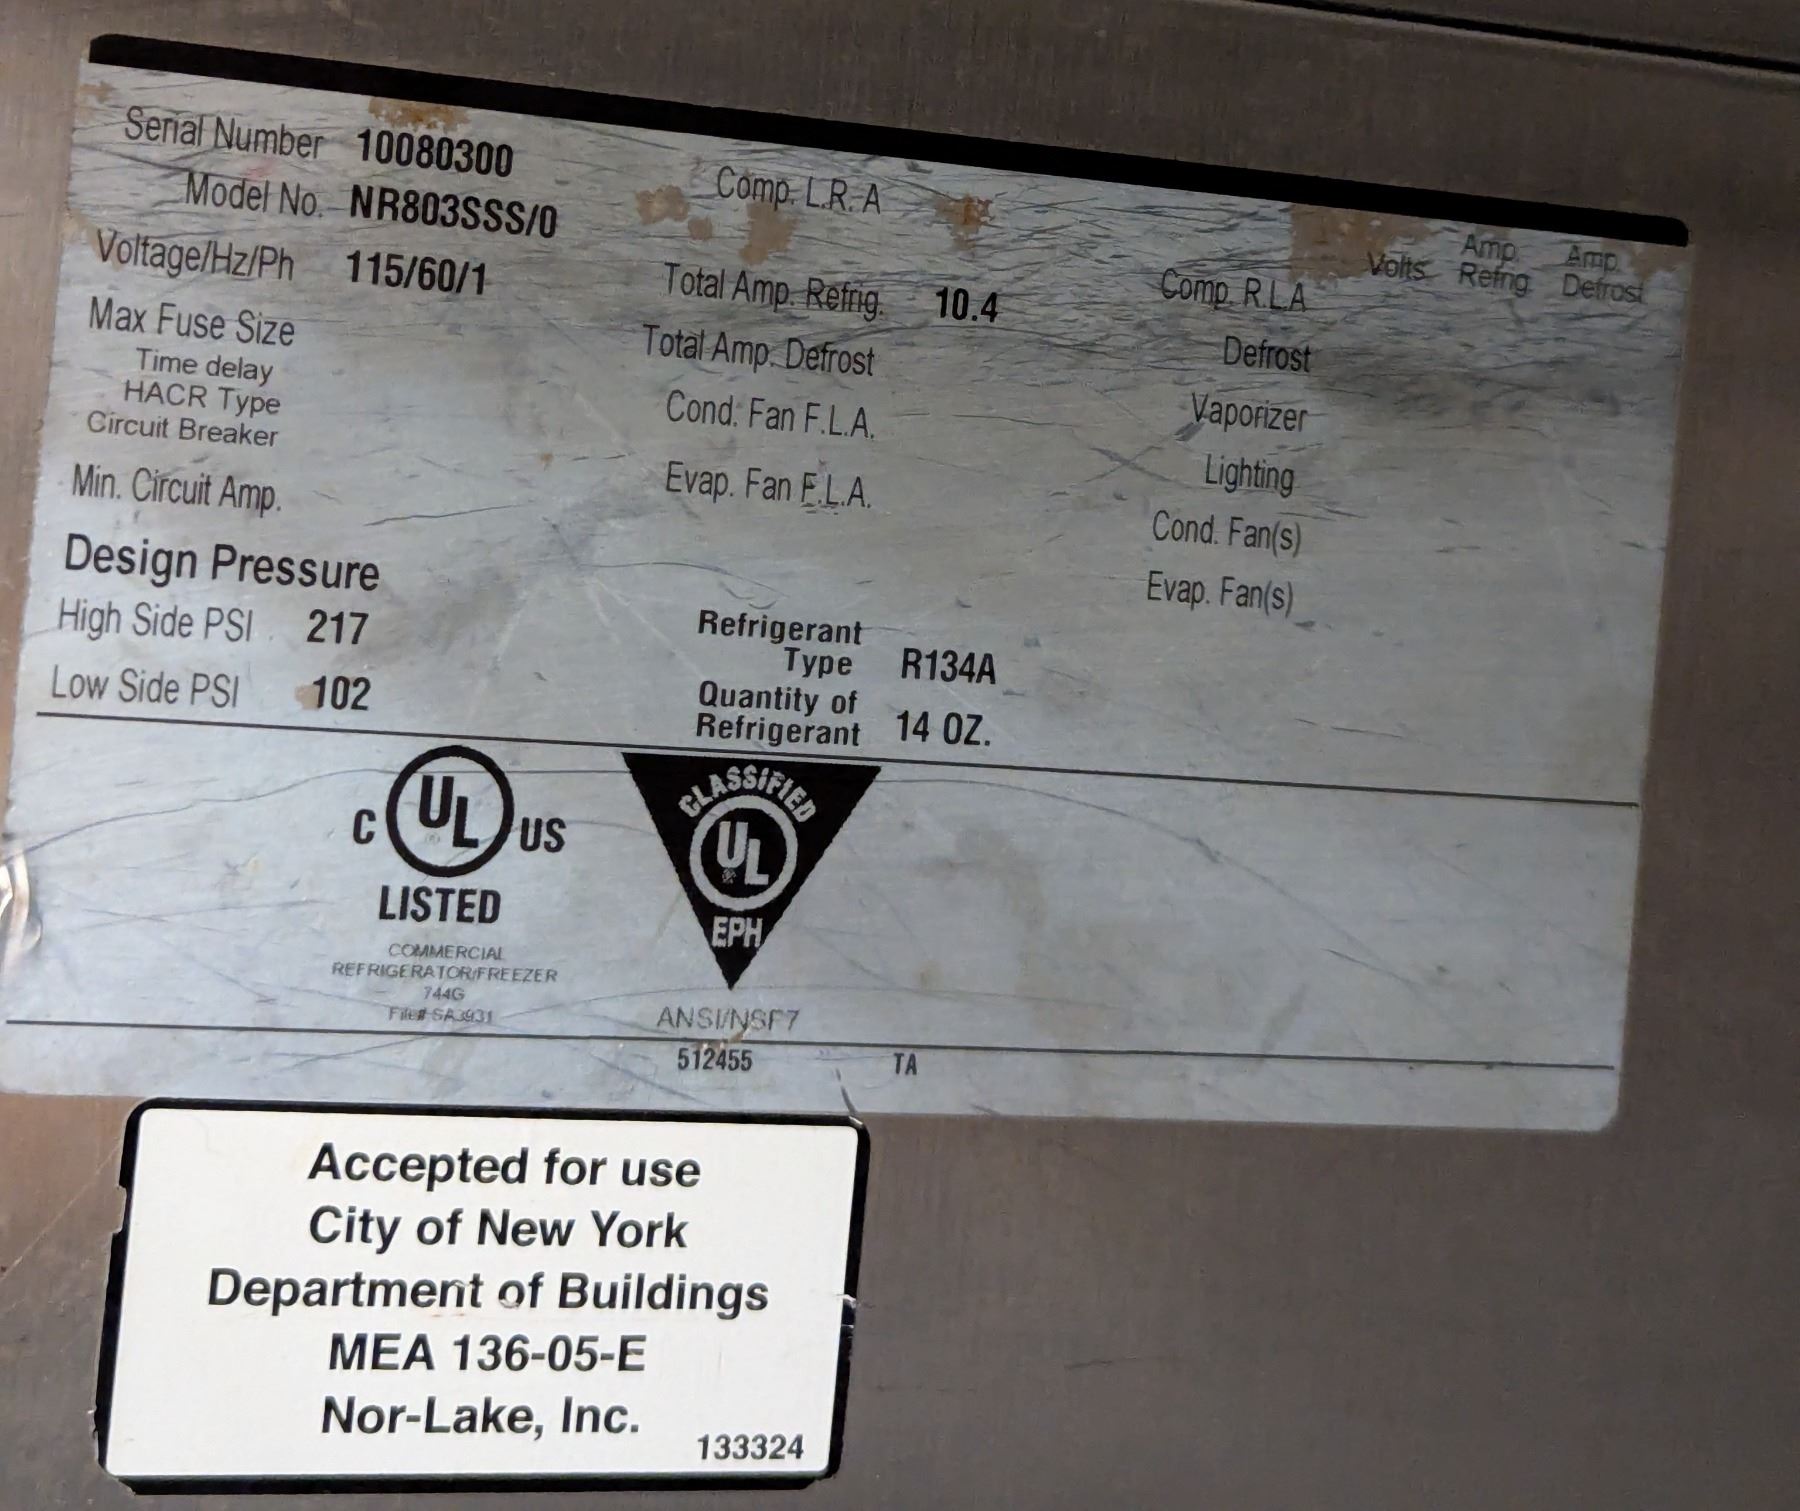 Serial Number 10080300
Model No. NR803SSS/0
Voltage/Hz/Ph 115/60/1
Max Fuse Size
Time delay
HACR Type
Circuit Breaker
Min. Circuit Amp.
Design Pressure
High Side PSI 217
Low Side PSI 102
Comp. L.R.A
Total Amp. Refrig. 10.4
Total Amp. Defrost
Cond. Fan F.L.A.
Evap. Fan F.L.A.
Refrigerant
Type R134A
Quantity of
Refrigerant 14 OZ.
Volts Amp. Refrig Amp. Defrost
Comp. R.L.A
Defrost
Vaporizer
Lighting
Cond. Fan(s)
Evap. Fan(s)
C UL US
LISTED
COMMERCIAL
REFRIGERATOR/FREEZER
744G
File# SA3931
CLASSIFIED
UL
EPH
ANSI/NSF7
512455 TA
Accepted for use
City of New York
Department of Buildings
MEA 136-05-E
Nor-Lake, Inc.
133324